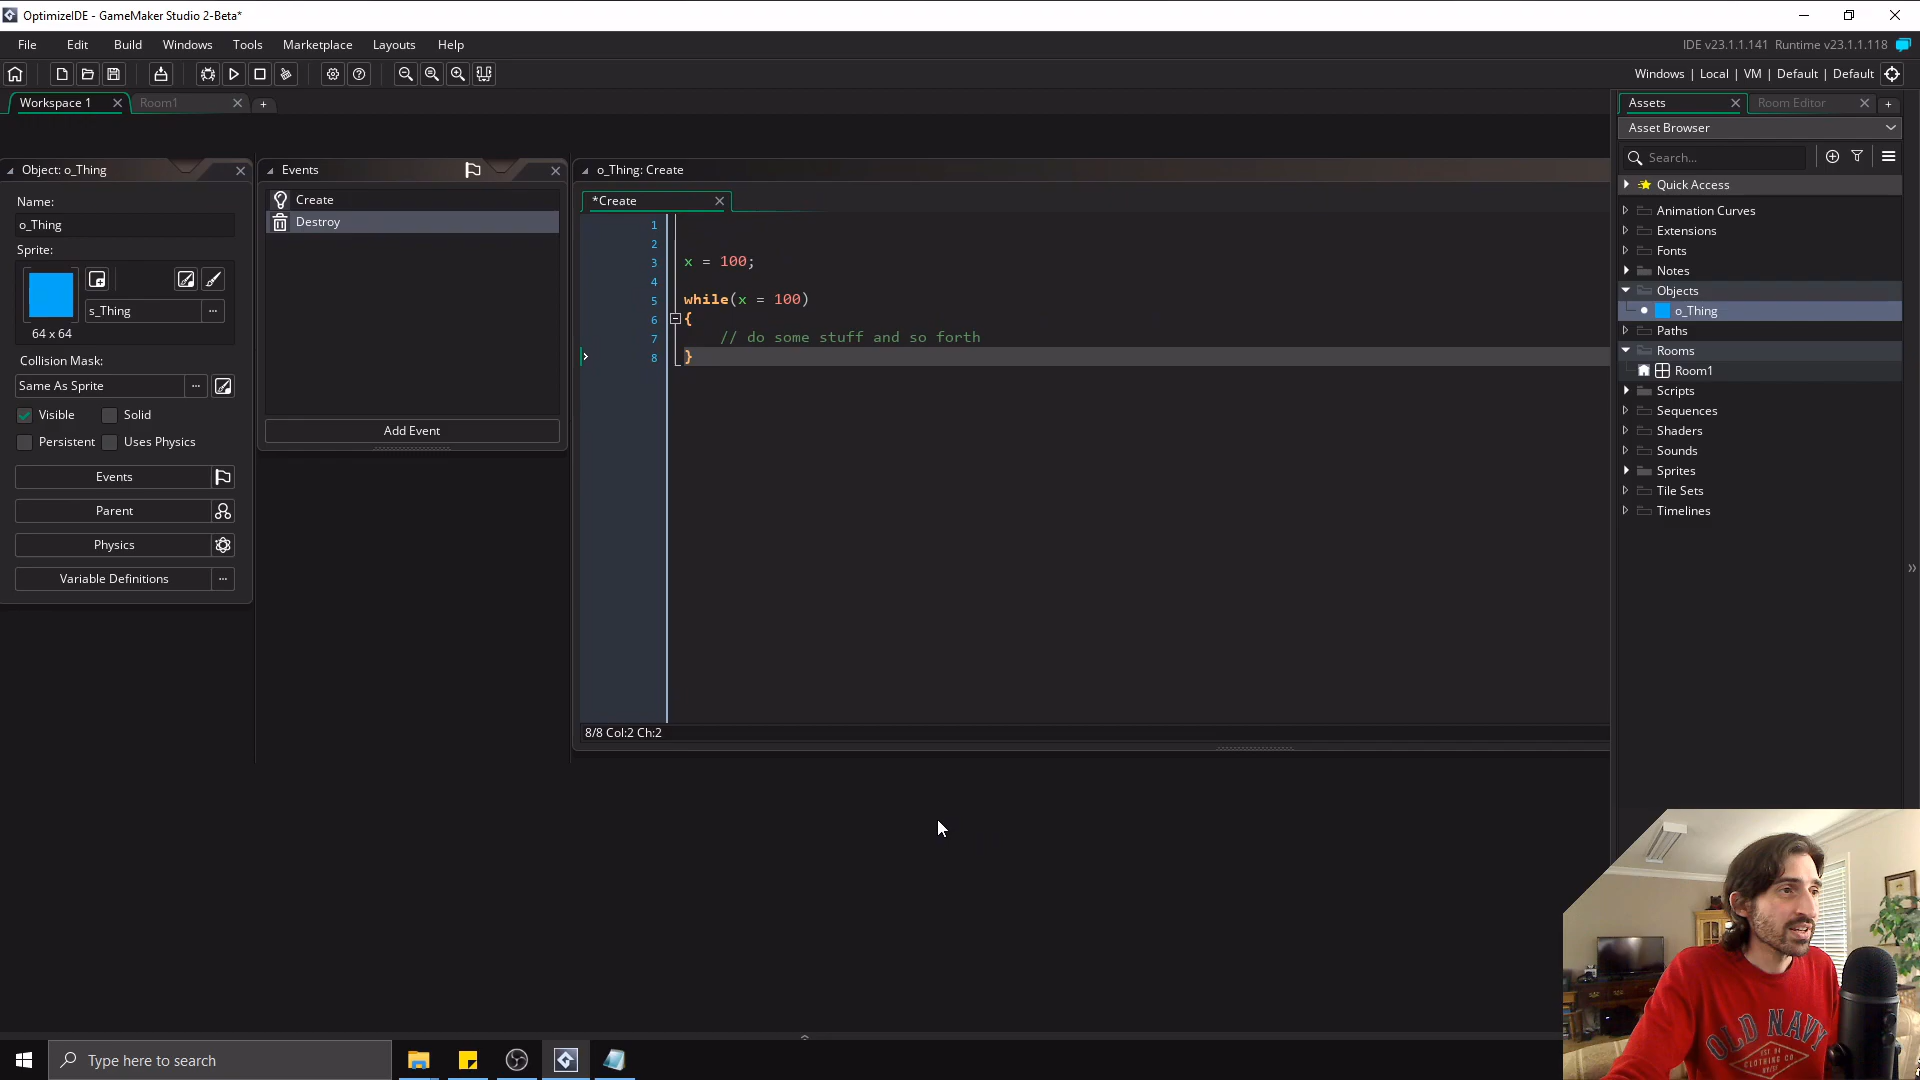 OptimizeIDE - GameMaker Studio 2-Beta*
File Edit Build Windows Tools Marketplace Layouts Help
IDE v23.1.1.141 Runtime v23.1.1.118
Windows | Local | VM | Default | Default
Workspace 1
Room1
Assets
Room Editor
Asset Browser
Search...
Quick Access
Animation Curves
Extensions
Fonts
Notes
Objects
o_Thing
Paths
Rooms
Room1
Scripts
Sequences
Shaders
Sounds
Sprites
Tile Sets
Timelines
Object: o_Thing
Name:
o_Thing
Sprite:
s_Thing
64 x 64
Collision Mask:
Same As Sprite
Visible Solid
Persistent Uses Physics
Events
Parent
Physics
Variable Definitions
Events
Create
Destroy
Add Event
o_Thing: Create
*Create
1
2
3 x = 100;
4
5 while(x = 100)
6 {
7 // do some stuff and so forth
8 }
8/8 Col:2 Ch:2
OLD NAVY
Type here to search